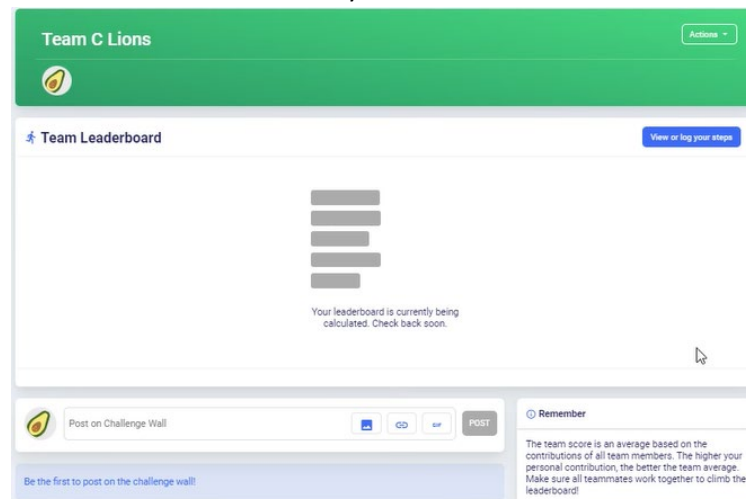 Team C Lions
Actions
Team Leaderboard
View or log your steps
Your leaderboard is currently being
calculated. Check back soon.
Post on Challenge Wall
GIF
POST
Be the first to post on the challenge wall!
Remember
The team score is an average based on the
contributions of all team members. The higher your
personal contribution, the better the team average.
Make sure all teammates work together to climb the
leaderboard!